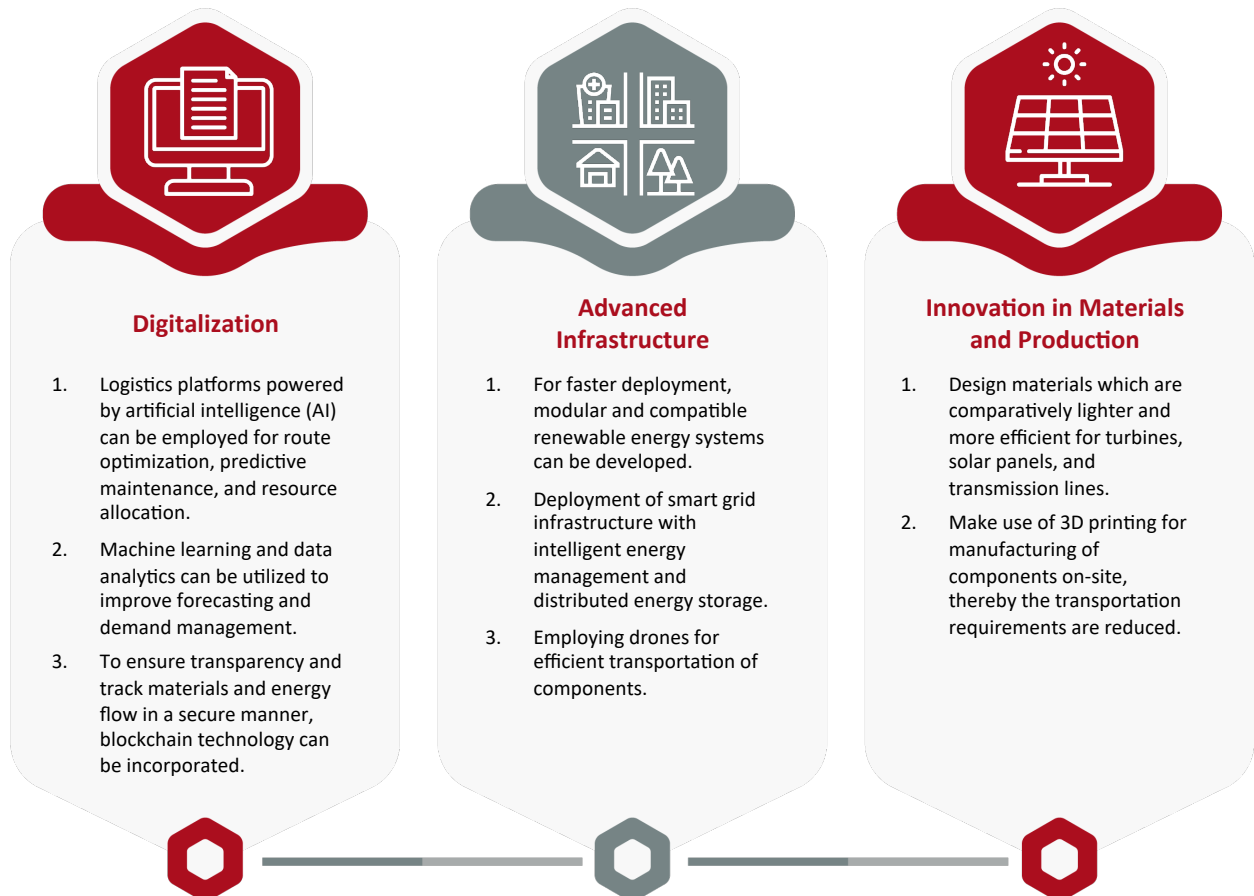 Digitalization
1. Logistics platforms powered
by artificial intelligence (AI)
can be employed for route
optimization, predictive
maintenance, and resource
allocation.
2. Machine learning and data
analytics can be utilized to
improve forecasting and
demand management.
3. To ensure transparency and
track materials and energy
flow in a secure manner,
blockchain technology can
be incorporated.
Advanced
Infrastructure
1. For faster deployment,
modular and compatible
renewable energy systems
can be developed.
2. Deployment of smart grid
infrastructure with
intelligent energy
management and
distributed energy storage.
3. Employing drones for
efficient transportation of
components.
Innovation in Materials
and Production
1. Design materials which are
comparatively lighter and
more efficient for turbines,
solar panels, and
transmission lines.
2. Make use of 3D printing for
manufacturing of
components on-site,
thereby the transportation
requirements are reduced.